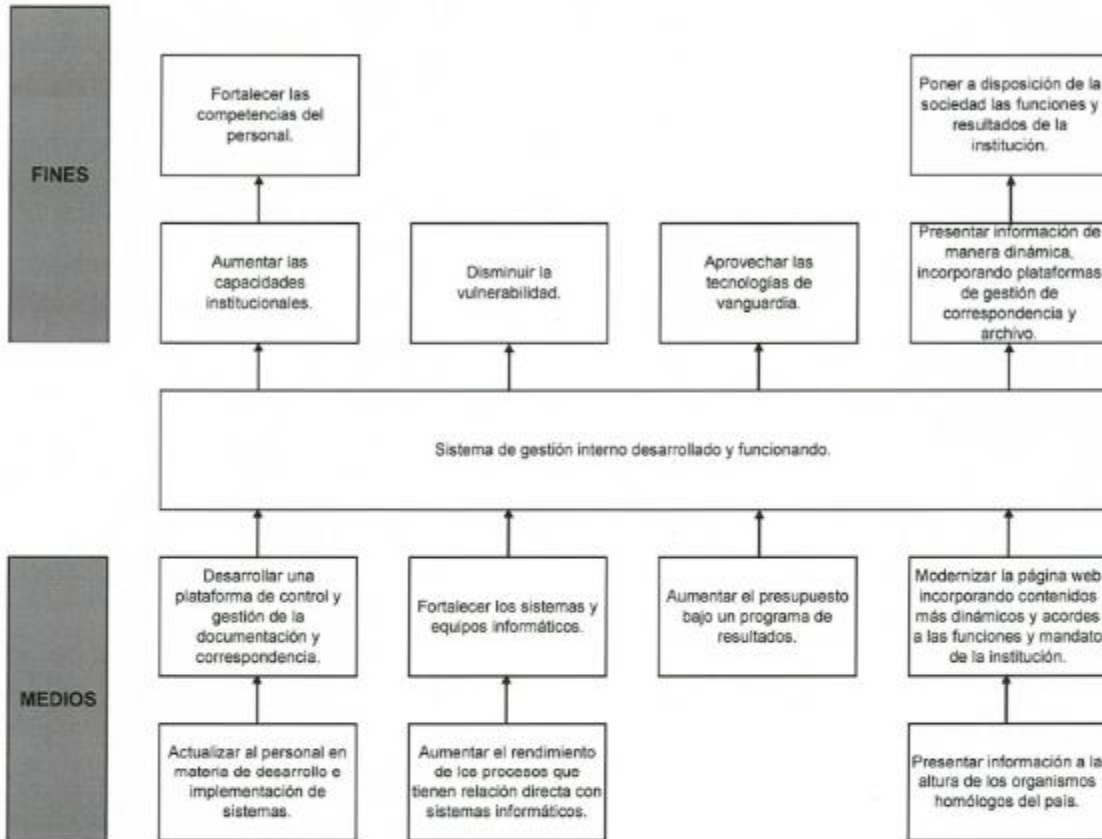 FINES
Fortalecer las
competencias del
personal.
Poner a disposición de la
sociedad las funciones y
resultados de la
institución.
Aumentar las
capacidades
institucionales.
Disminuir la
vulnerabilidad.
Aprovechar las
tecnologías de
vanguardia.
Presentar información de
manera dinámica,
incorporando plataformas
de gestión de
correspondencia y
archivo.
Sistema de gestión interno desarrollado y funcionando.
MEDIOS
Desarrollar una
plataforma de control y
gestión de la
documentación y
correspondencia.
Fortalecer los sistemas y
equipos informáticos.
Aumentar el presupuesto
bajo un programa de
resultados.
Modernizar la página web
incorporando contenidos
más dinámicos y acordes
a las funciones y mandato
de la institución.
Actualizar al personal en
materia de desarrollo e
implementación de
sistemas.
Aumentar el rendimiento
de los procesos que
tienen relación directa con
sistemas informáticos.
Presentar información a la
altura de los organismos
homólogos del país.